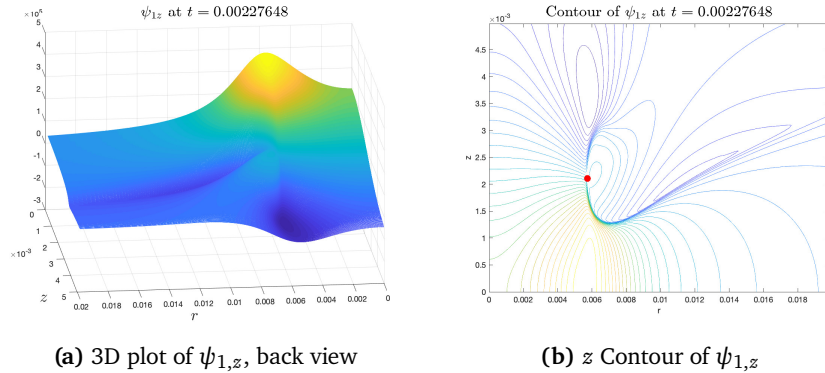 ψ₁z at t = 0.00227648
×10⁵
5
4
3
2
1
0
-1
-2
-3
0
1
2
3
4
5
×10⁻³
z
0.02 0.018 0.016 0.014 0.012 0.01 0.008 0.006 0.004 0.002 0
r
(a) 3D plot of ψ₁,z, back view
Contour of ψ₁z at t = 0.00227648
×10⁻³
5
4.5
4
3.5
3
2.5
2
1.5
1
0.5
0
z
0 0.002 0.004 0.006 0.008 0.01 0.012 0.014 0.016 0.018
r
(b) z Contour of ψ₁,z